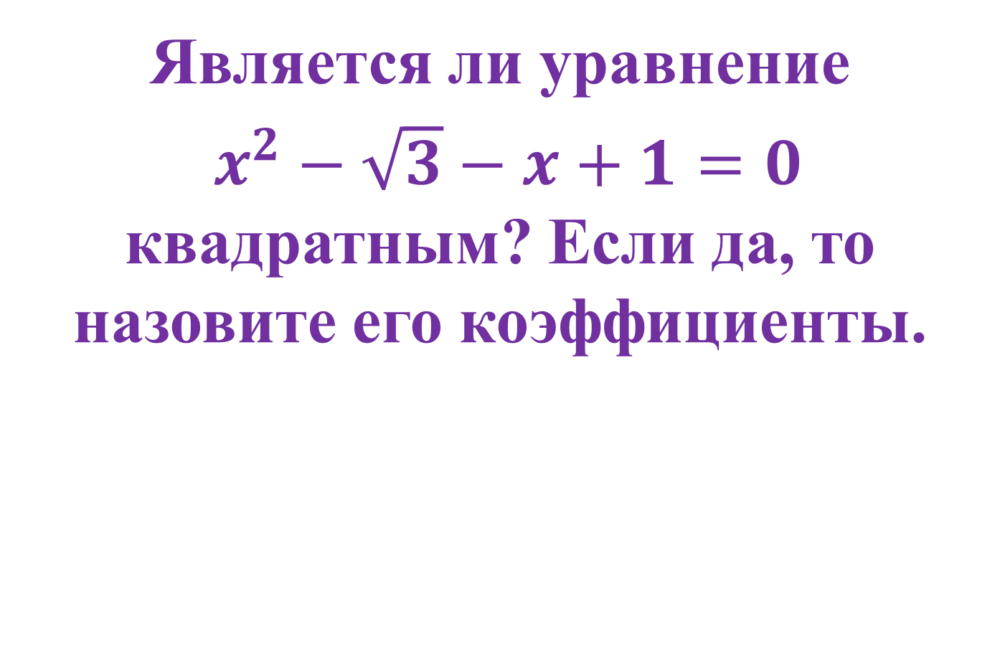 Является ли уравнение
x² − √3 − x + 1 = 0
квадратным? Если да, то
назовите его коэффициенты.